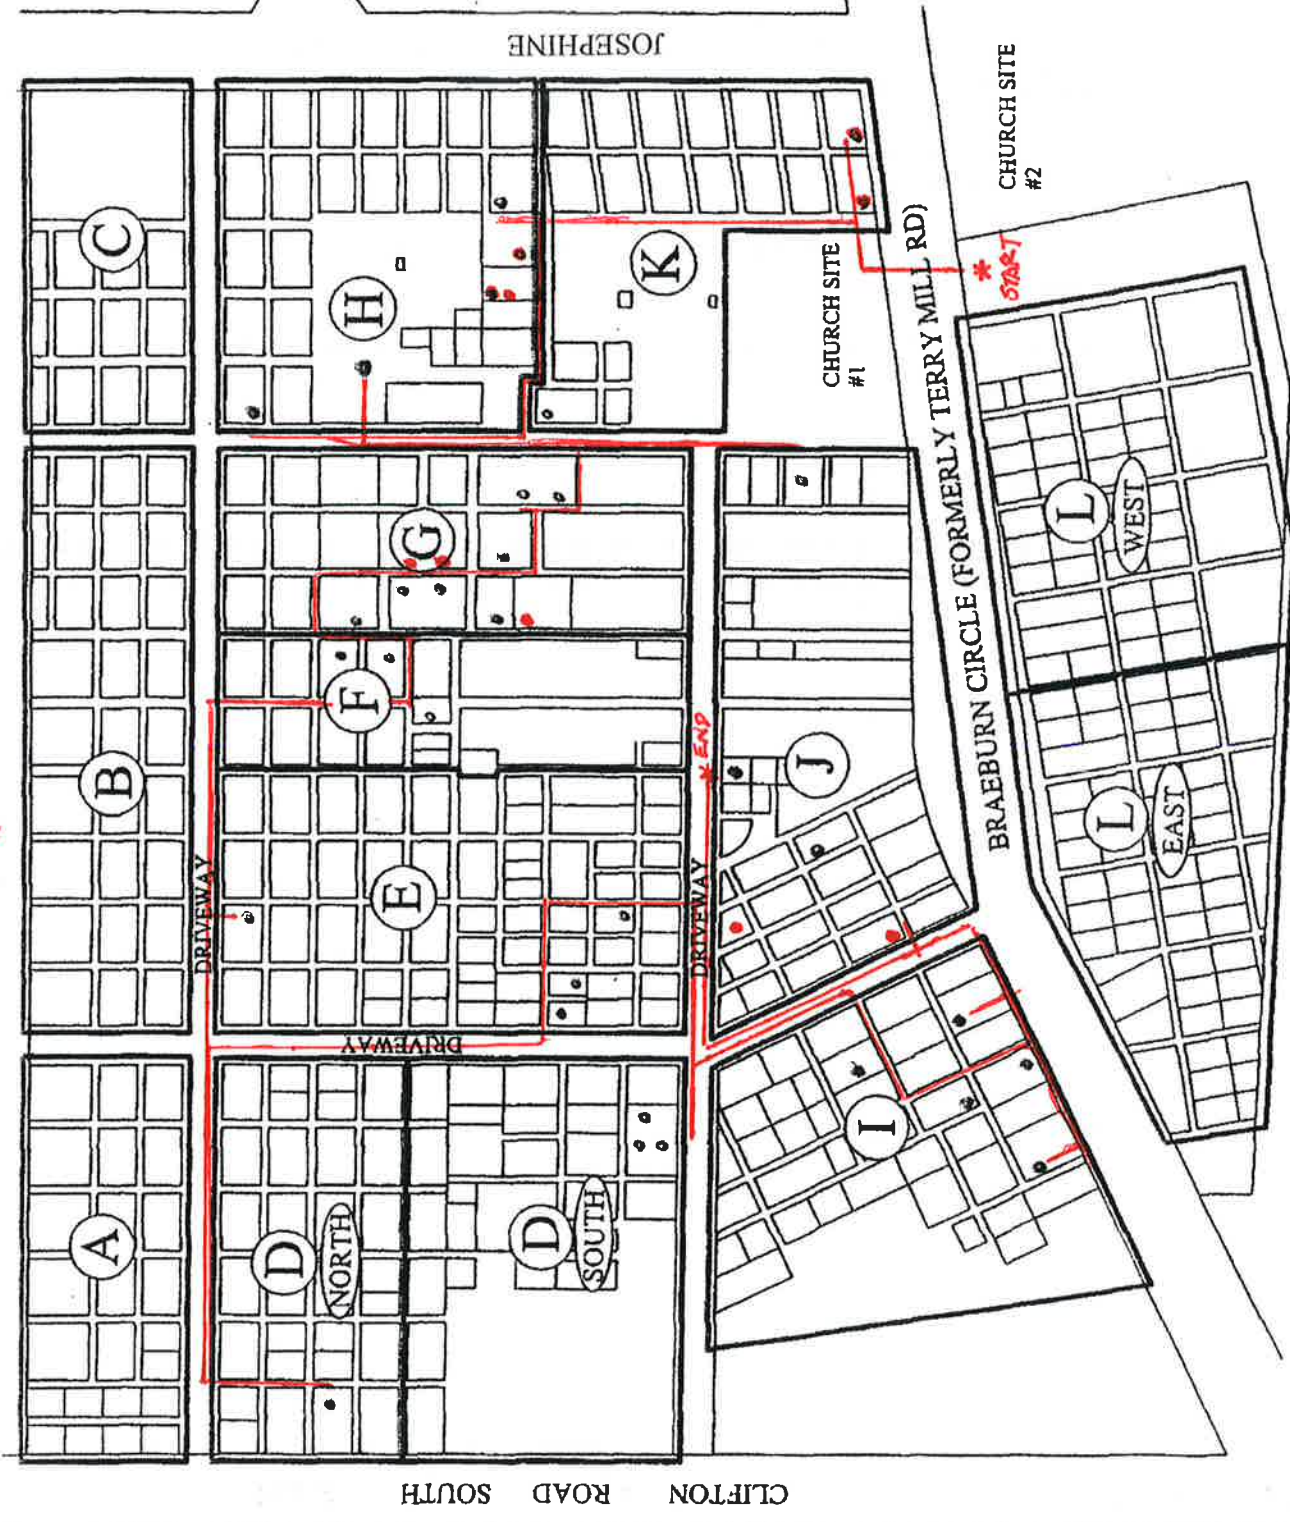 JOSEPHINE
CHURCH SITE
#2
C
H
K
CHURCH SITE
#1
* START
BRAEBURN CIRCLE (FORMERLY TERRY MILL RD)
L
WEST
G
B
F
* END
J
L
EAST
DRIVEWAY
E
DRIVEWAY
DRIVEWAY
A
D
NORTH
D
SOUTH
I
CLIFTON ROAD SOUTH